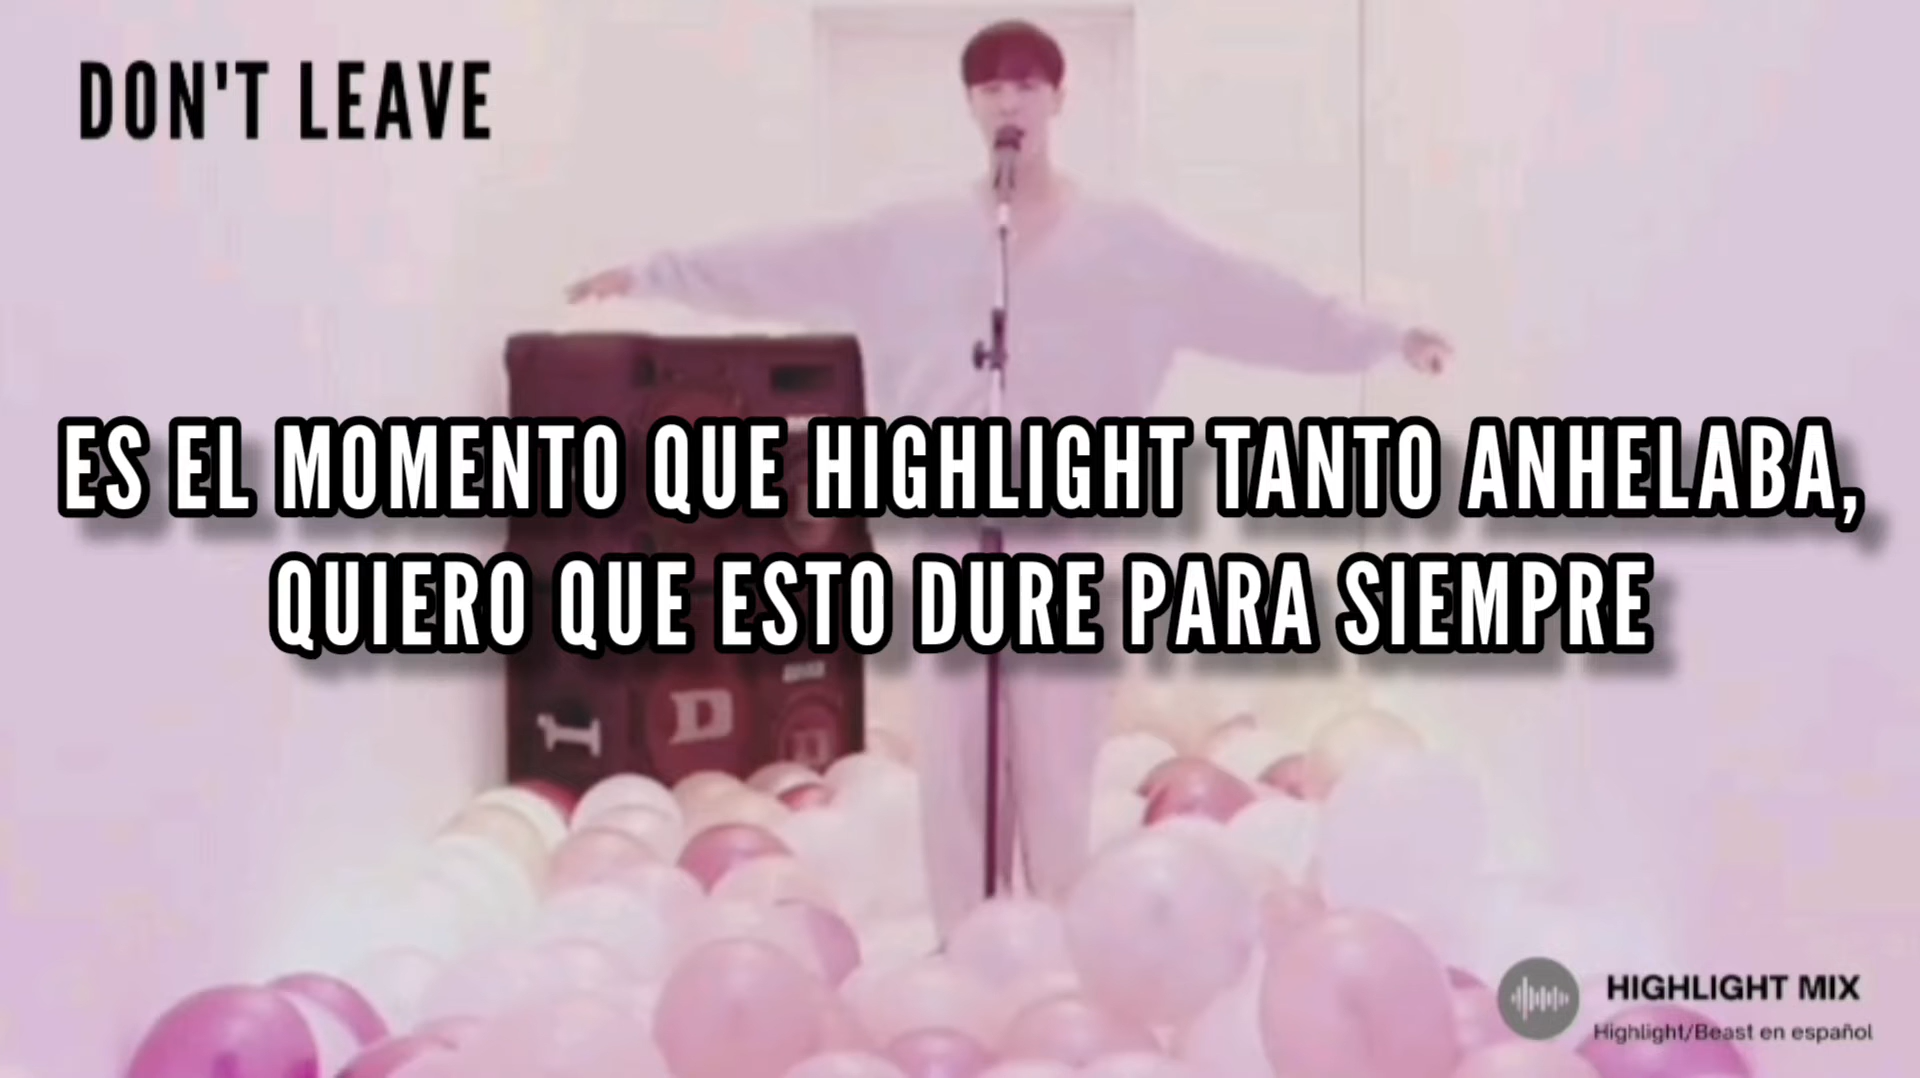 DON'T LEAVE
ES EL MOMENTO QUE HIGHLIGHT TANTO ANHELABA,
QUIERO QUE ESTO DURE PARA SIEMPRE
I D
HIGHLIGHT MIX
Highlight/Beast en español